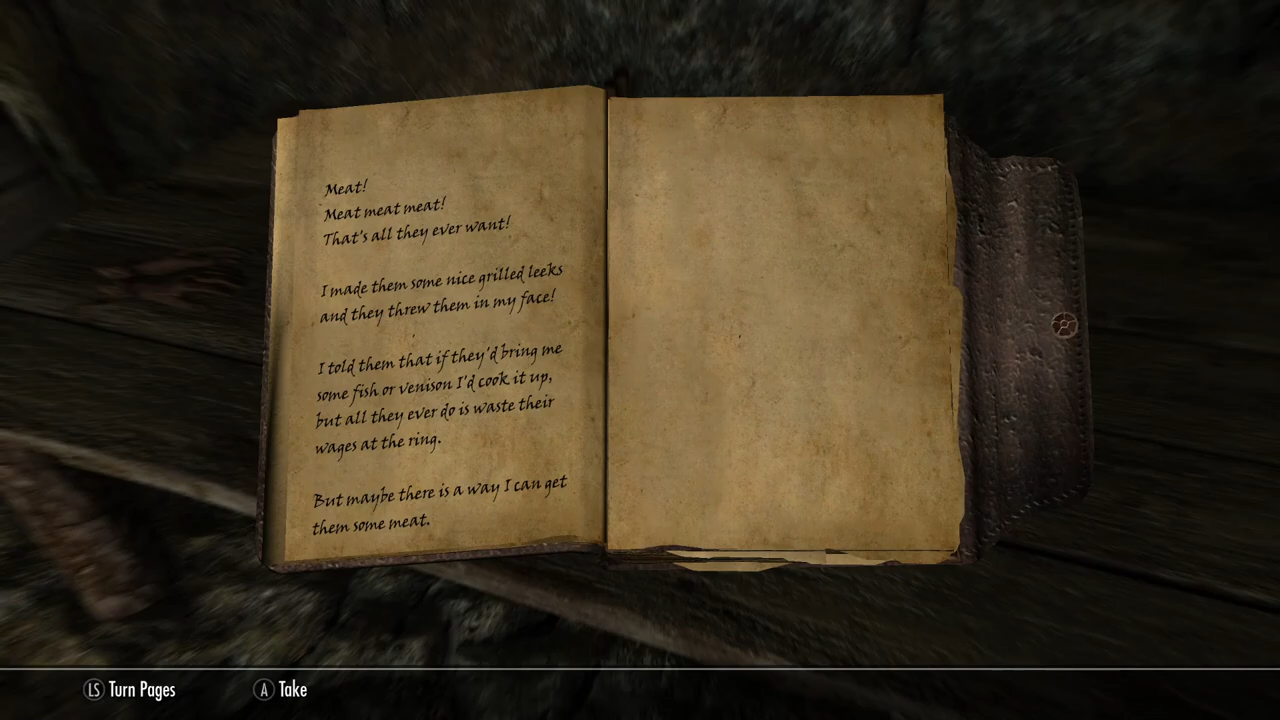 Meat!
Meat meat meat!
That's all they ever want!
I made them some nice grilled leeks
and they threw them in my face!
I told them that if they'd bring me
some fish or venison I'd cook it up,
but all they ever do is waste their
wages at the ring.
But maybe there is a way I can get
them some meat.
LS Turn Pages
A Take